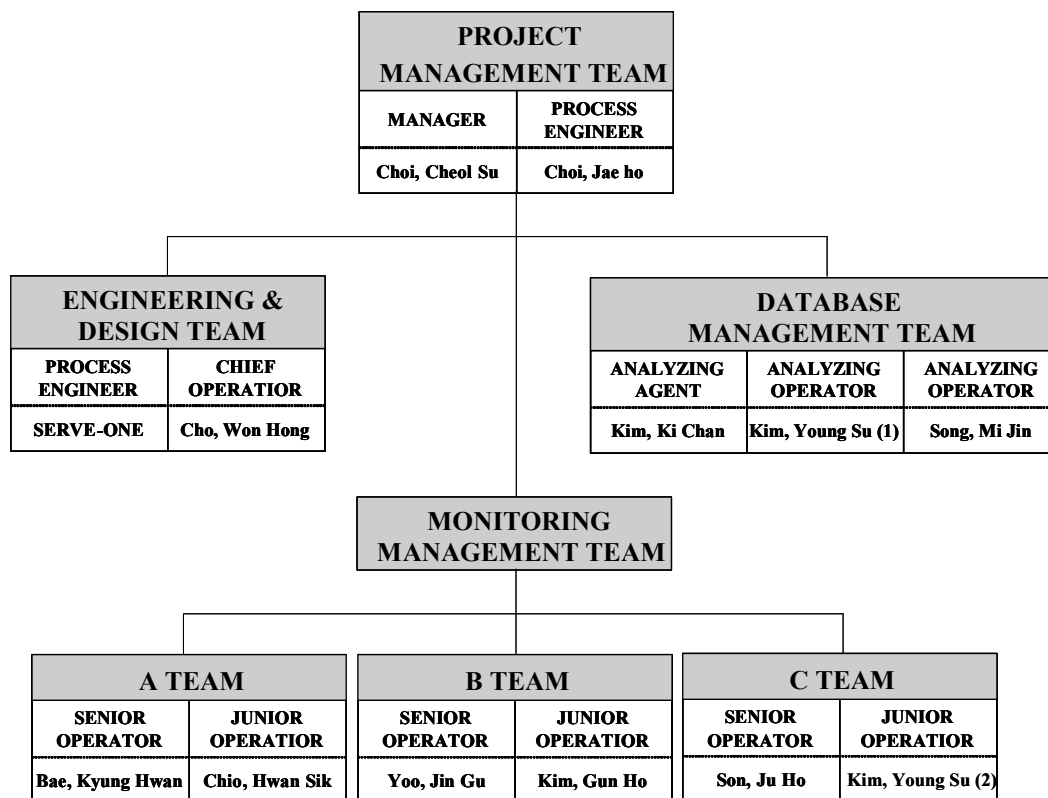 PROJECT
MANAGEMENT TEAM
MANAGER
PROCESS
ENGINEER
Choi, Cheol Su
Choi, Jae ho
ENGINEERING &
DESIGN TEAM
PROCESS
ENGINEER
CHIEF
OPERATIOR
SERVE-ONE
Cho, Won Hong
DATABASE
MANAGEMENT TEAM
ANALYZING
AGENT
ANALYZING
OPERATOR
ANALYZING
OPERATOR
Kim, Ki Chan
Kim, Young Su (1)
Song, Mi Jin
MONITORING
MANAGEMENT TEAM
A TEAM
SENIOR
OPERATOR
JUNIOR
OPERATIOR
Bae, Kyung Hwan
Chio, Hwan Sik
B TEAM
SENIOR
OPERATOR
JUNIOR
OPERATIOR
Yoo, Jin Gu
Kim, Gun Ho
C TEAM
SENIOR
OPERATOR
JUNIOR
OPERATIOR
Son, Ju Ho
Kim, Young Su (2)